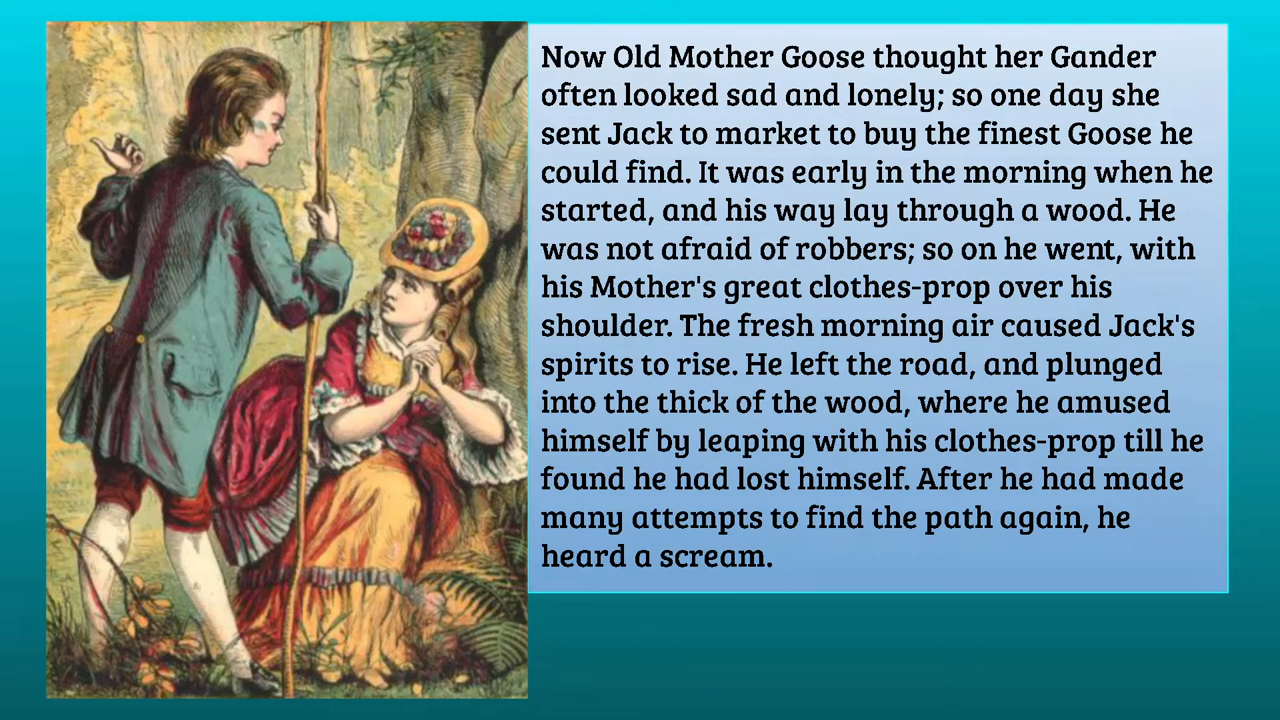 Now Old Mother Goose thought her Gander
often looked sad and lonely; so one day she
sent Jack to market to buy the finest Goose he
could find. It was early in the morning when he
started, and his way lay through a wood. He
was not afraid of robbers; so on he went, with
his Mother's great clothes-prop over his
shoulder. The fresh morning air caused Jack's
spirits to rise. He left the road, and plunged
into the thick of the wood, where he amused
himself by leaping with his clothes-prop till he
found he had lost himself. After he had made
many attempts to find the path again, he
heard a scream.